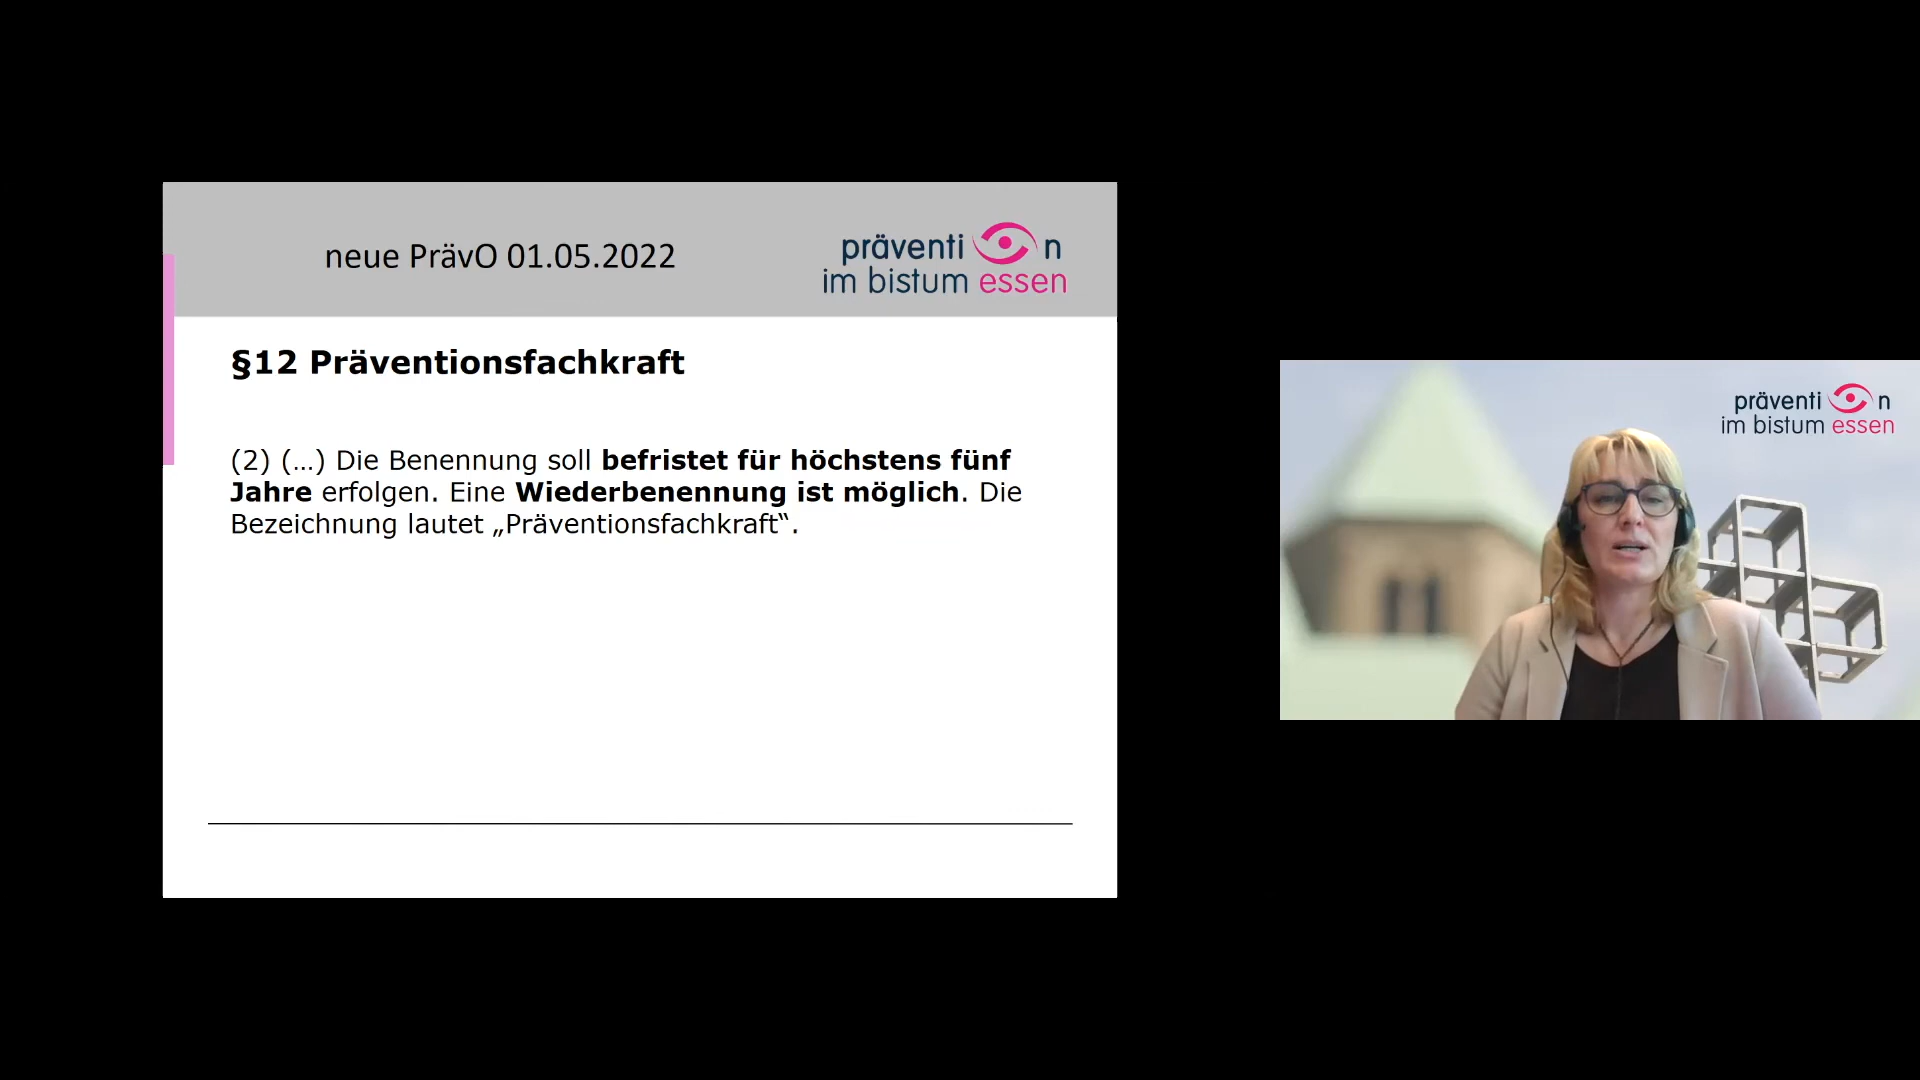 neue PrävO 01.05.2022
präventi n
im bistum essen
§12 Präventionsfachkraft
(2) (...) Die Benennung soll befristet für höchstens fünf
Jahre erfolgen. Eine Wiederbenennung ist möglich. Die
Bezeichnung lautet „Präventionsfachkraft“.
präventi n
im bistum essen